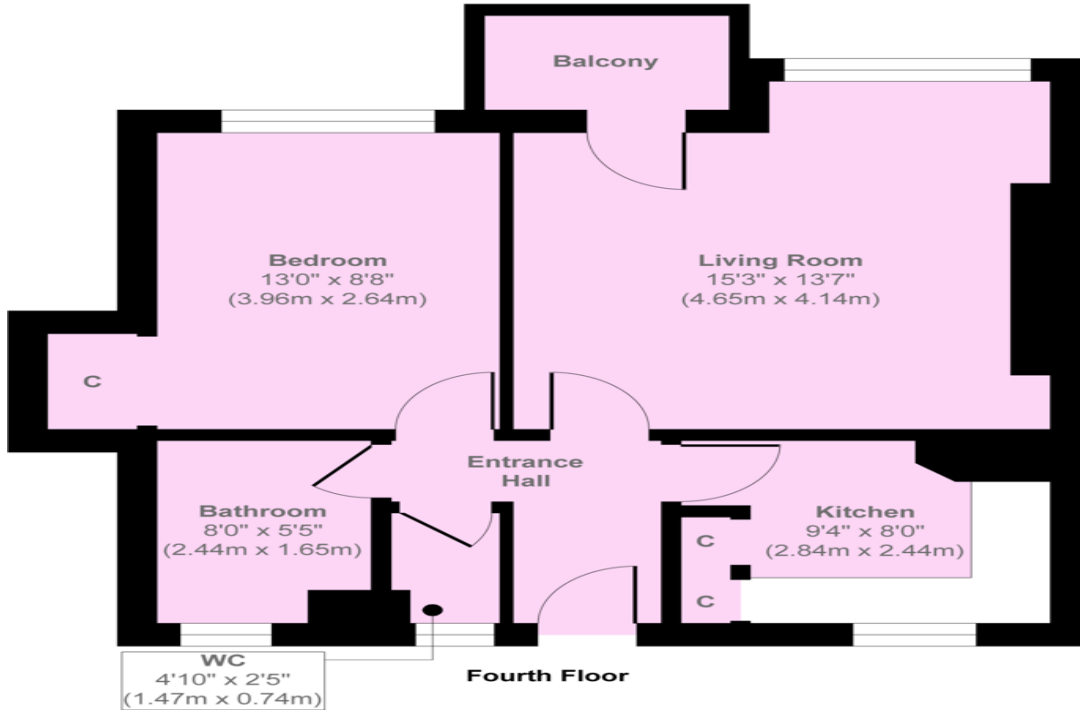 Balcony
Bedroom
13'0" x 8'8"
(3.96m x 2.64m)
Living Room
15'3" x 13'7"
(4.65m x 4.14m)
C
Entrance
Hall
Bathroom
8'0" x 5'5"
(2.44m x 1.65m)
Kitchen
9'4" x 8'0"
(2.84m x 2.44m)
C
C
WC
4'10" x 2'5"
(1.47m x 0.74m)
Fourth Floor